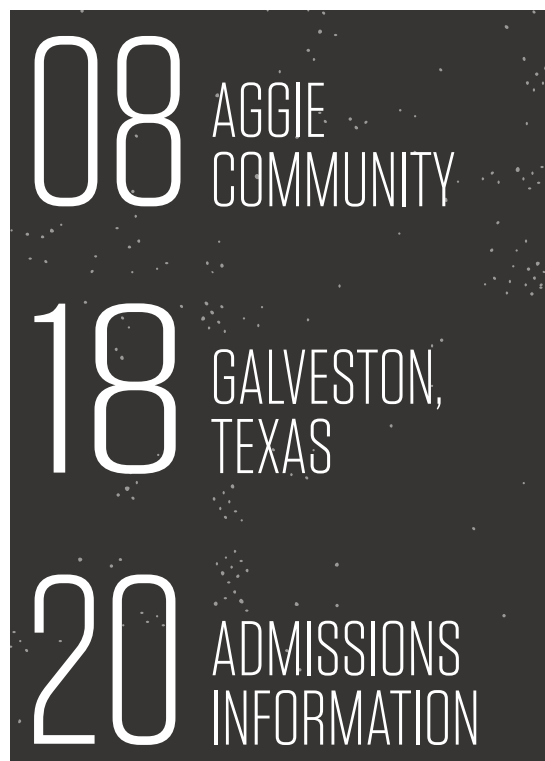 08 AGGIE
COMMUNITY
18 GALVESTON,
TEXAS
20 ADMISSIONS
INFORMATION